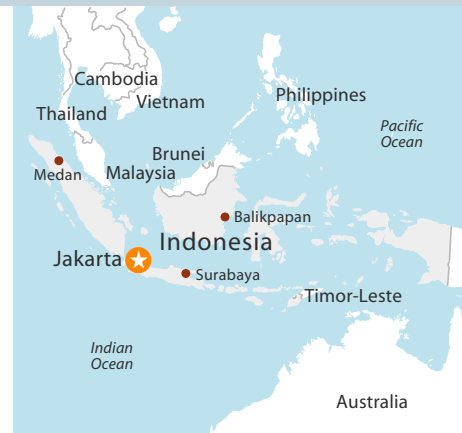 Cambodia
Vietnam
Philippines
Thailand
Pacific
Ocean
Brunei
Medan
Malaysia
Balikpapan
Indonesia
Jakarta
Surabaya
Timor-Leste
Indian
Ocean
Australia